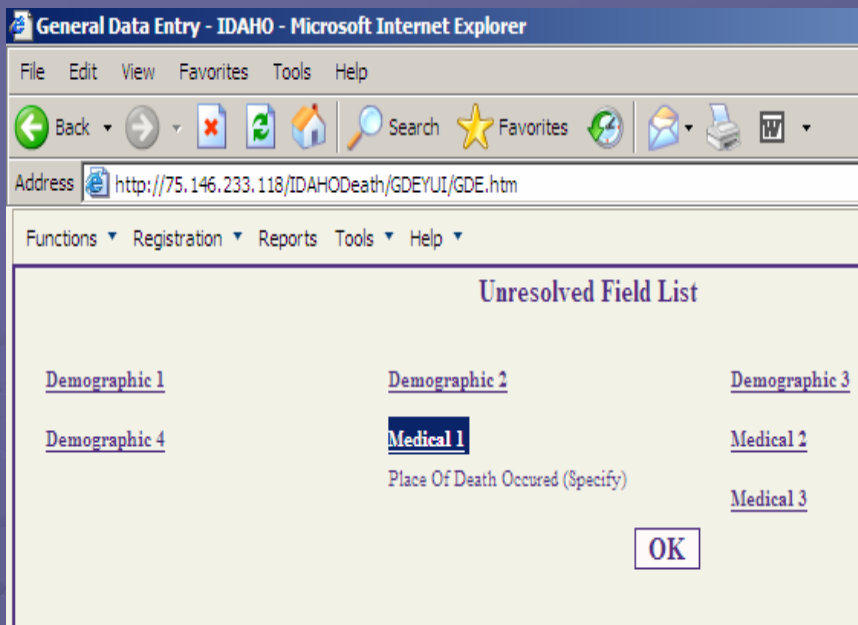 General Data Entry - IDAHO - Microsoft Internet Explorer
File Edit View Favorites Tools Help
Back Search Favorites W
Address http://75.146.233.118/IDAHODeath/GDEYUI/GDE.htm
Functions Registration Reports Tools Help
Unresolved Field List
Demographic 1 Demographic 2 Demographic 3
Demographic 4 Medical 1 Medical 2
Place Of Death Occured (Specify)
Medical 3
OK